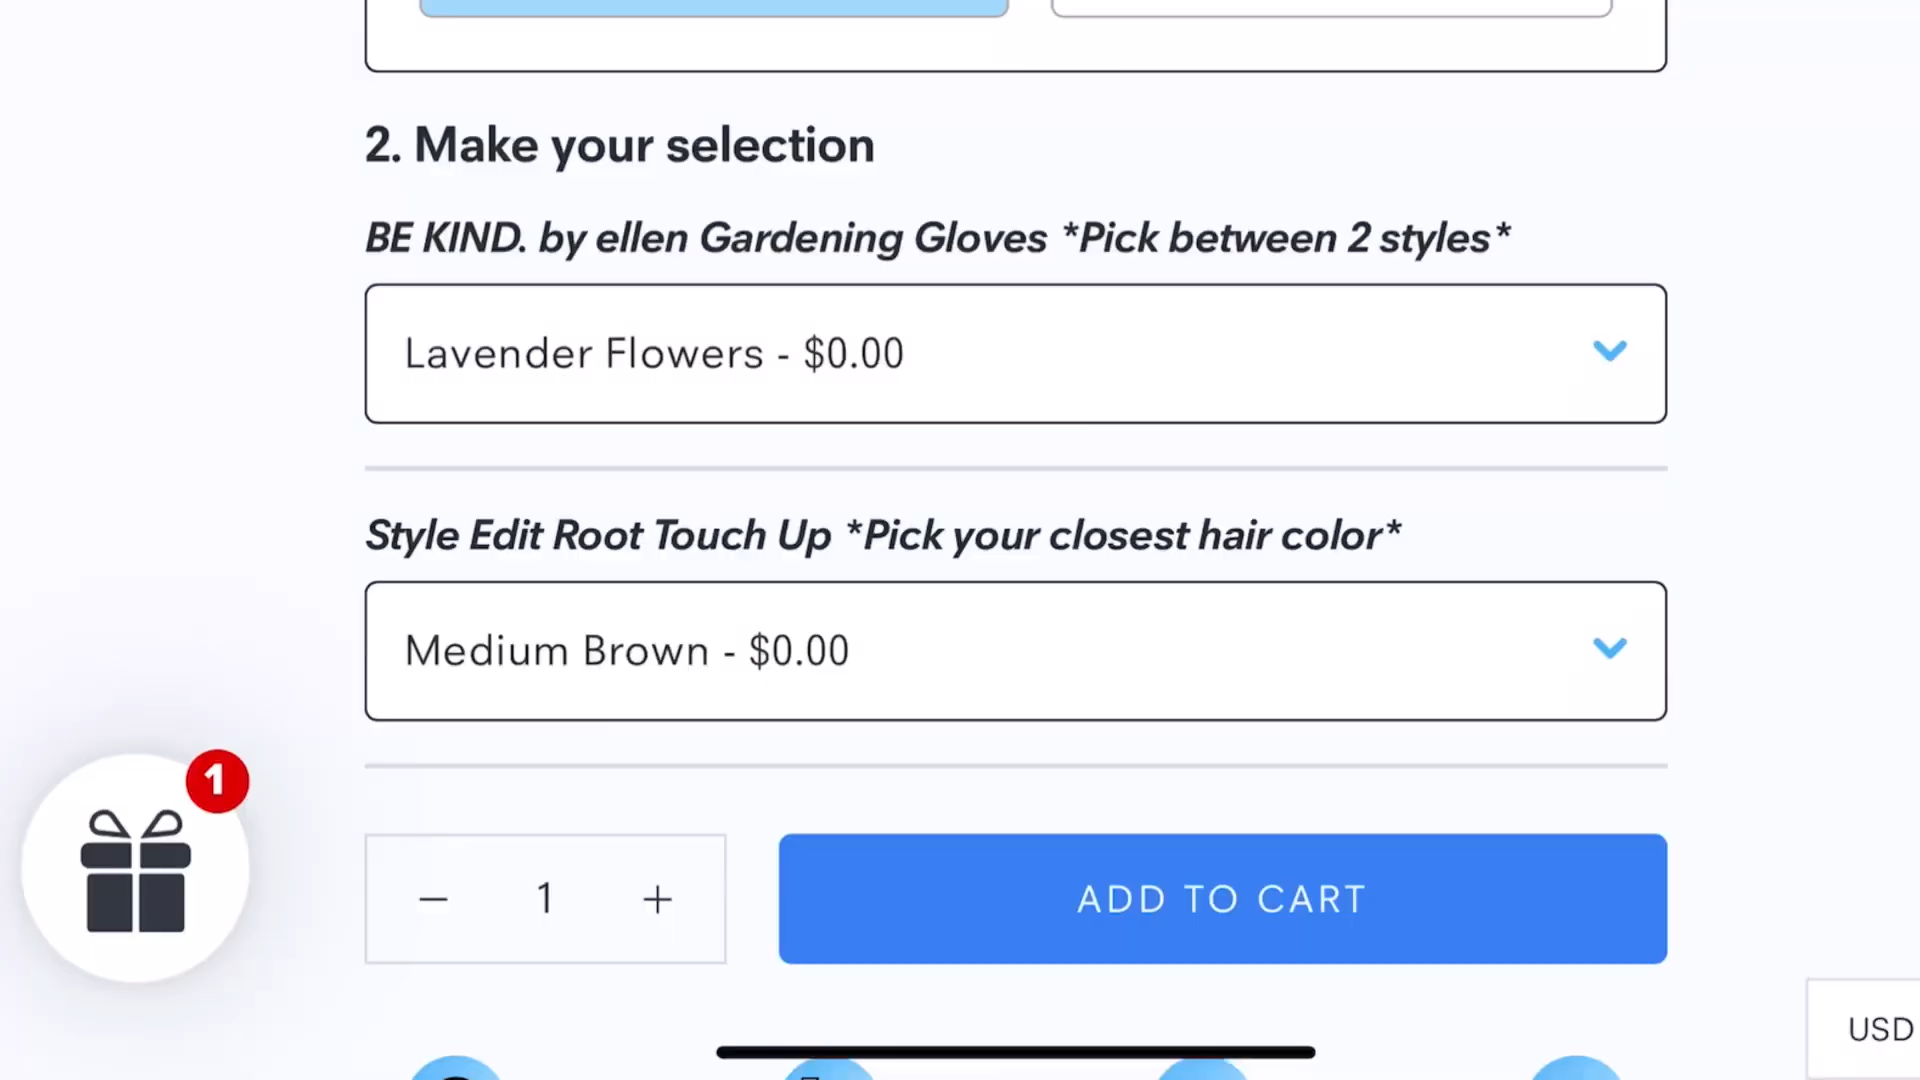 2. Make your selection
BE KIND. by ellen Gardening Gloves *Pick between 2 styles*
Lavender Flowers - $0.00
Style Edit Root Touch Up *Pick your closest hair color*
Medium Brown - $0.00
1
− 1 +
ADD TO CART
USD